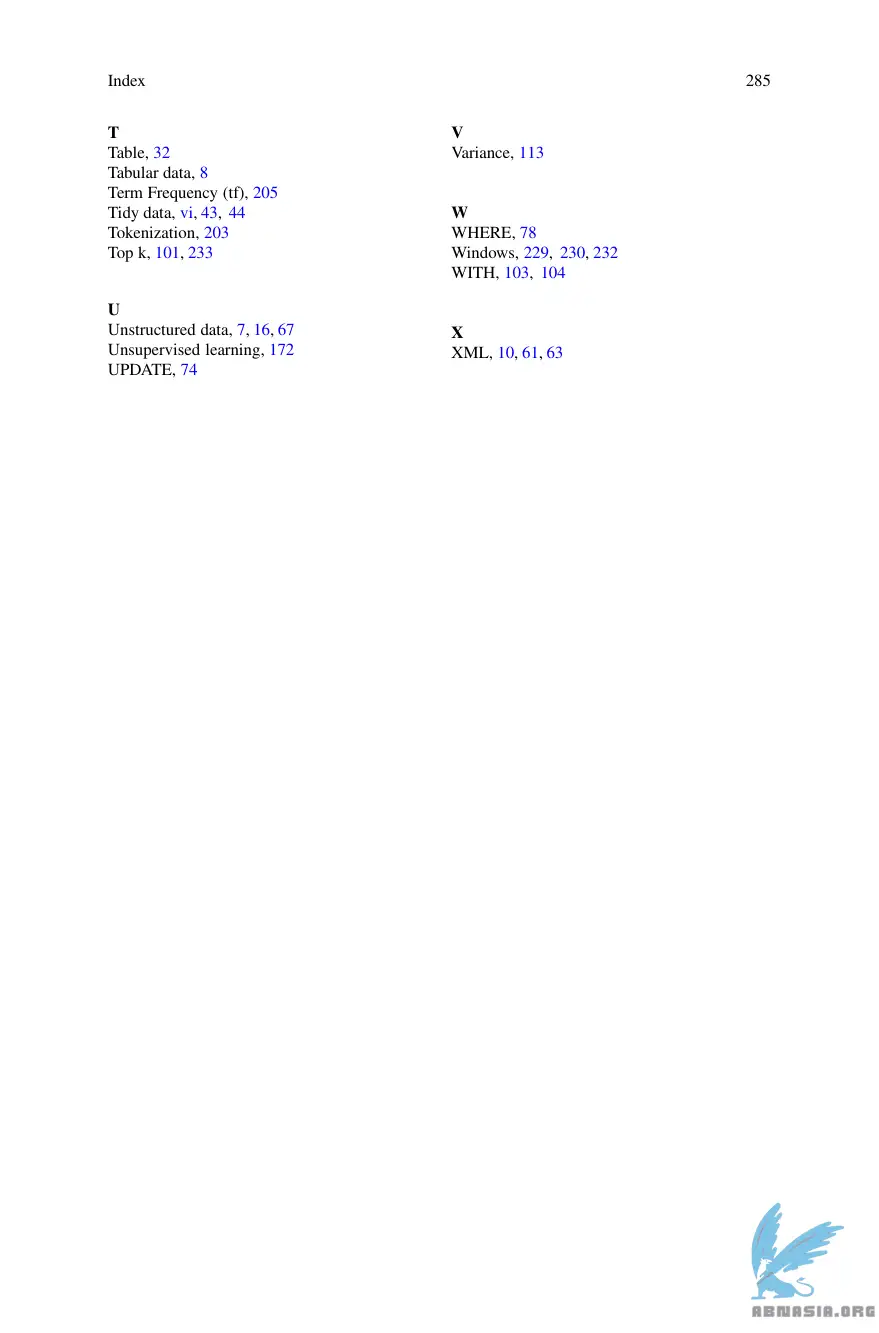 Index 285
T
Table, 32
Tabular data, 8
Term Frequency (tf), 205
Tidy data, vi, 43, 44
Tokenization, 203
Top k, 101, 233
U
Unstructured data, 7, 16, 67
Unsupervised learning, 172
UPDATE, 74
V
Variance, 113
W
WHERE, 78
Windows, 229, 230, 232
WITH, 103, 104
X
XML, 10, 61, 63
ABNASIA.ORG